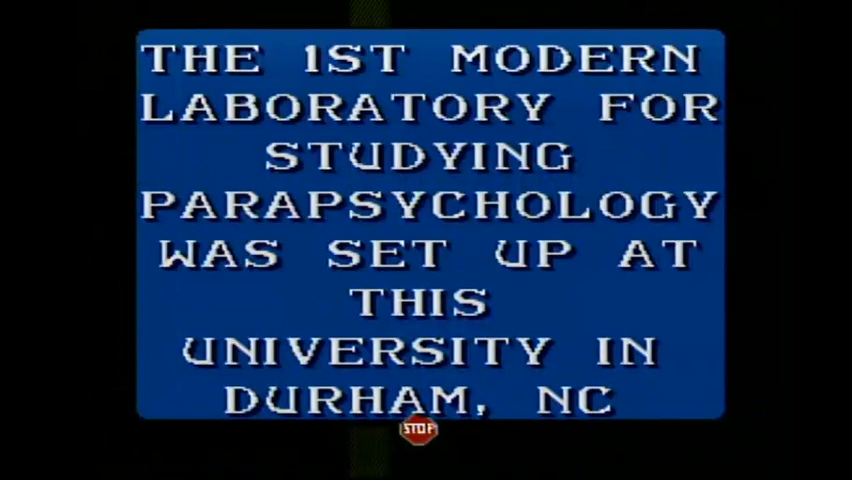 THE 1ST MODERN
LABORATORY FOR
STUDYING
PARAPSYCHOLOGY
WAS SET UP AT
THIS
UNIVERSITY IN
DURHAM, NC
STOP